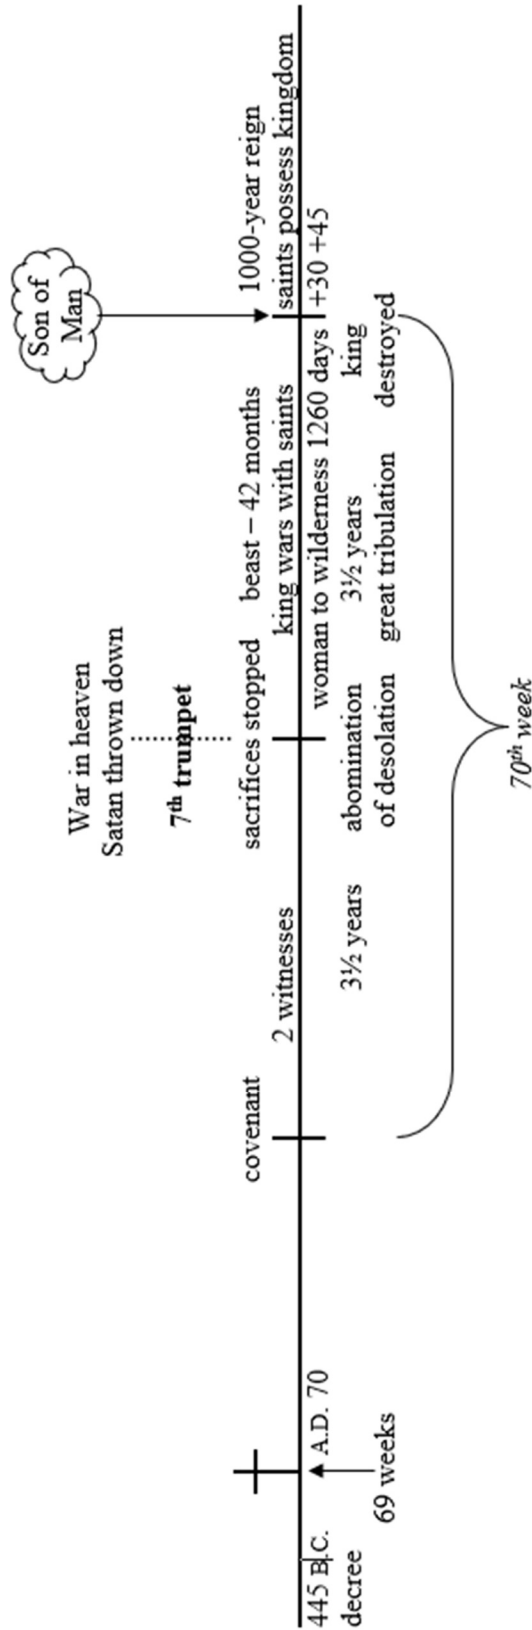 Son of
Man
War in heaven
Satan thrown down
7th trumpet
covenant
sacrifices stopped
beast – 42 months
1000-year reign
2 witnesses
king wars with saints
saints possess kingdom
445 B.C.
A.D. 70
woman to wilderness 1260 days
+30 +45
decree
69 weeks
3½ years
abomination
of desolation
3½ years
great tribulation
king
destroyed
70th week